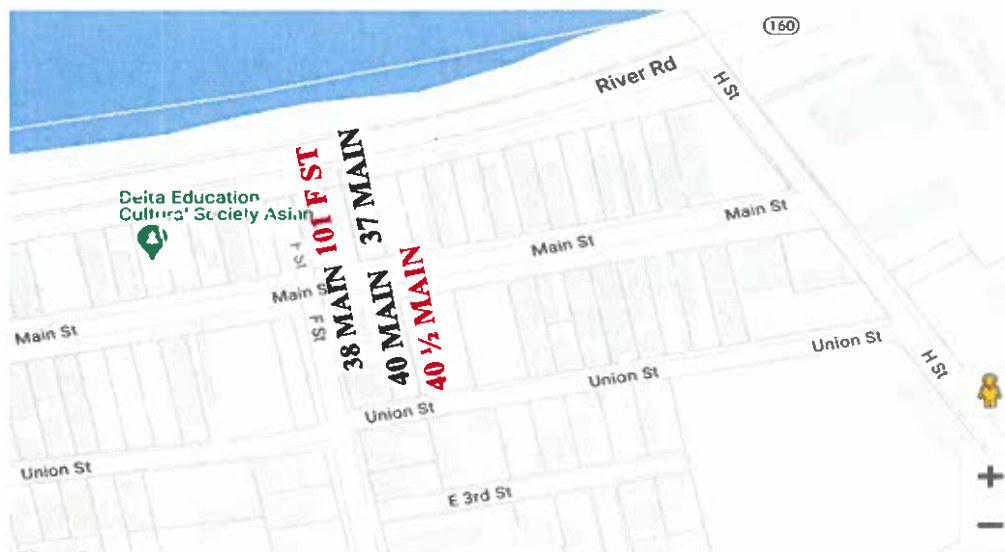 160
River Rd
H St
101 F ST
37 MAIN
Delta Education
Cultural Society Asian
F St
Main St
Main St
Main St
Main St
38 MAIN
40 MAIN
40 ½ MAIN
F St
Union St
Union St
Union St
Union St
H St
E 3rd St
+
−